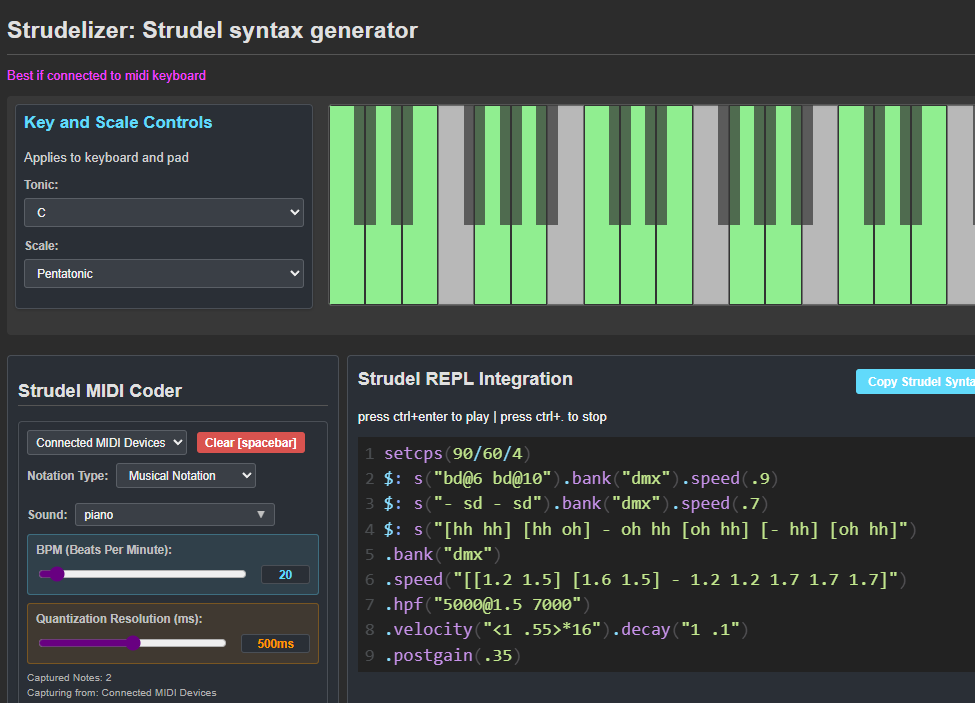 Strudelizer: Strudel syntax generator
Best if connected to midi keyboard
Key and Scale Controls
Applies to keyboard and pad
Tonic:
C
Scale:
Pentatonic
Strudel MIDI Coder
Connected MIDI Devices
Clear [spacebar]
Notation Type:
Musical Notation
Sound:
piano
BPM (Beats Per Minute):
20
Quantization Resolution (ms):
500ms
Captured Notes: 2
Capturing from: Connected MIDI Devices
Strudel REPL Integration
Copy Strudel Synta
press ctrl+enter to play | press ctrl+. to stop
1 setcps(90/60/4)
2 $: s("bd@6 bd@10").bank("dmx").speed(.9)
3 $: s("- sd - sd").bank("dmx").speed(.7)
4 $: s("[hh hh] [hh oh] - oh hh [oh hh] [- hh] [oh hh]")
5 .bank("dmx")
6 .speed("[[1.2 1.5] [1.6 1.5] - 1.2 1.2 1.7 1.7 1.7]")
7 .hpf("5000@1.5 7000")
8 .velocity("<1 .55>*16").decay("1 .1")
9 .postgain(.35)